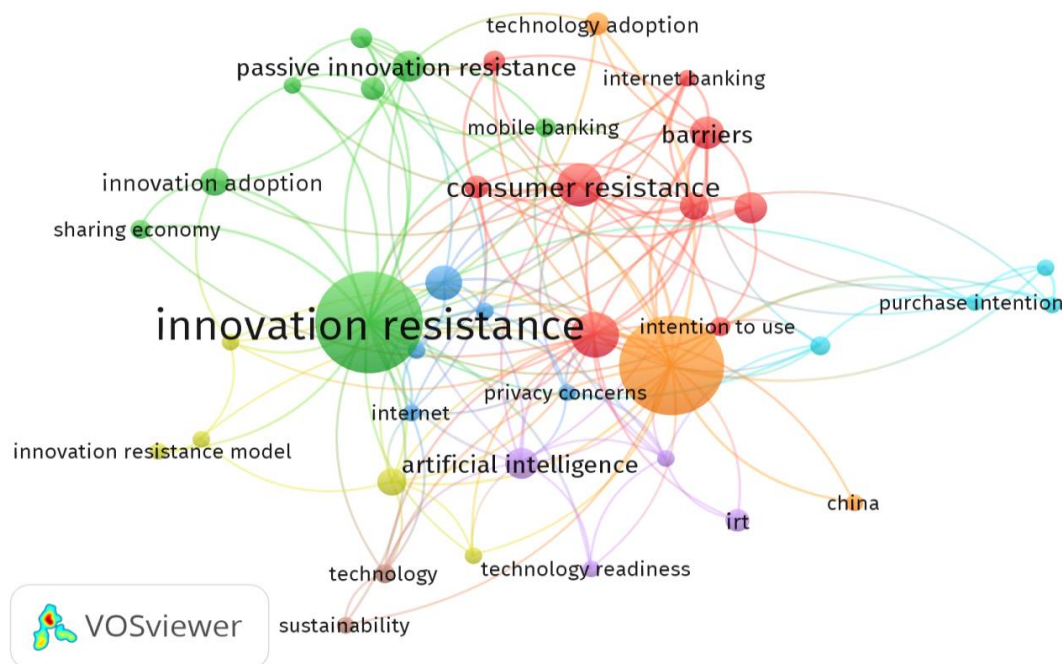 technology adoption
passive innovation resistance
internet banking
mobile banking
barriers
innovation adoption
consumer resistance
sharing economy
purchase intention
innovation resistance
intention to use
privacy concerns
internet
innovation resistance model
artificial intelligence
china
irt
technology
technology readiness
sustainability
VOSviewer